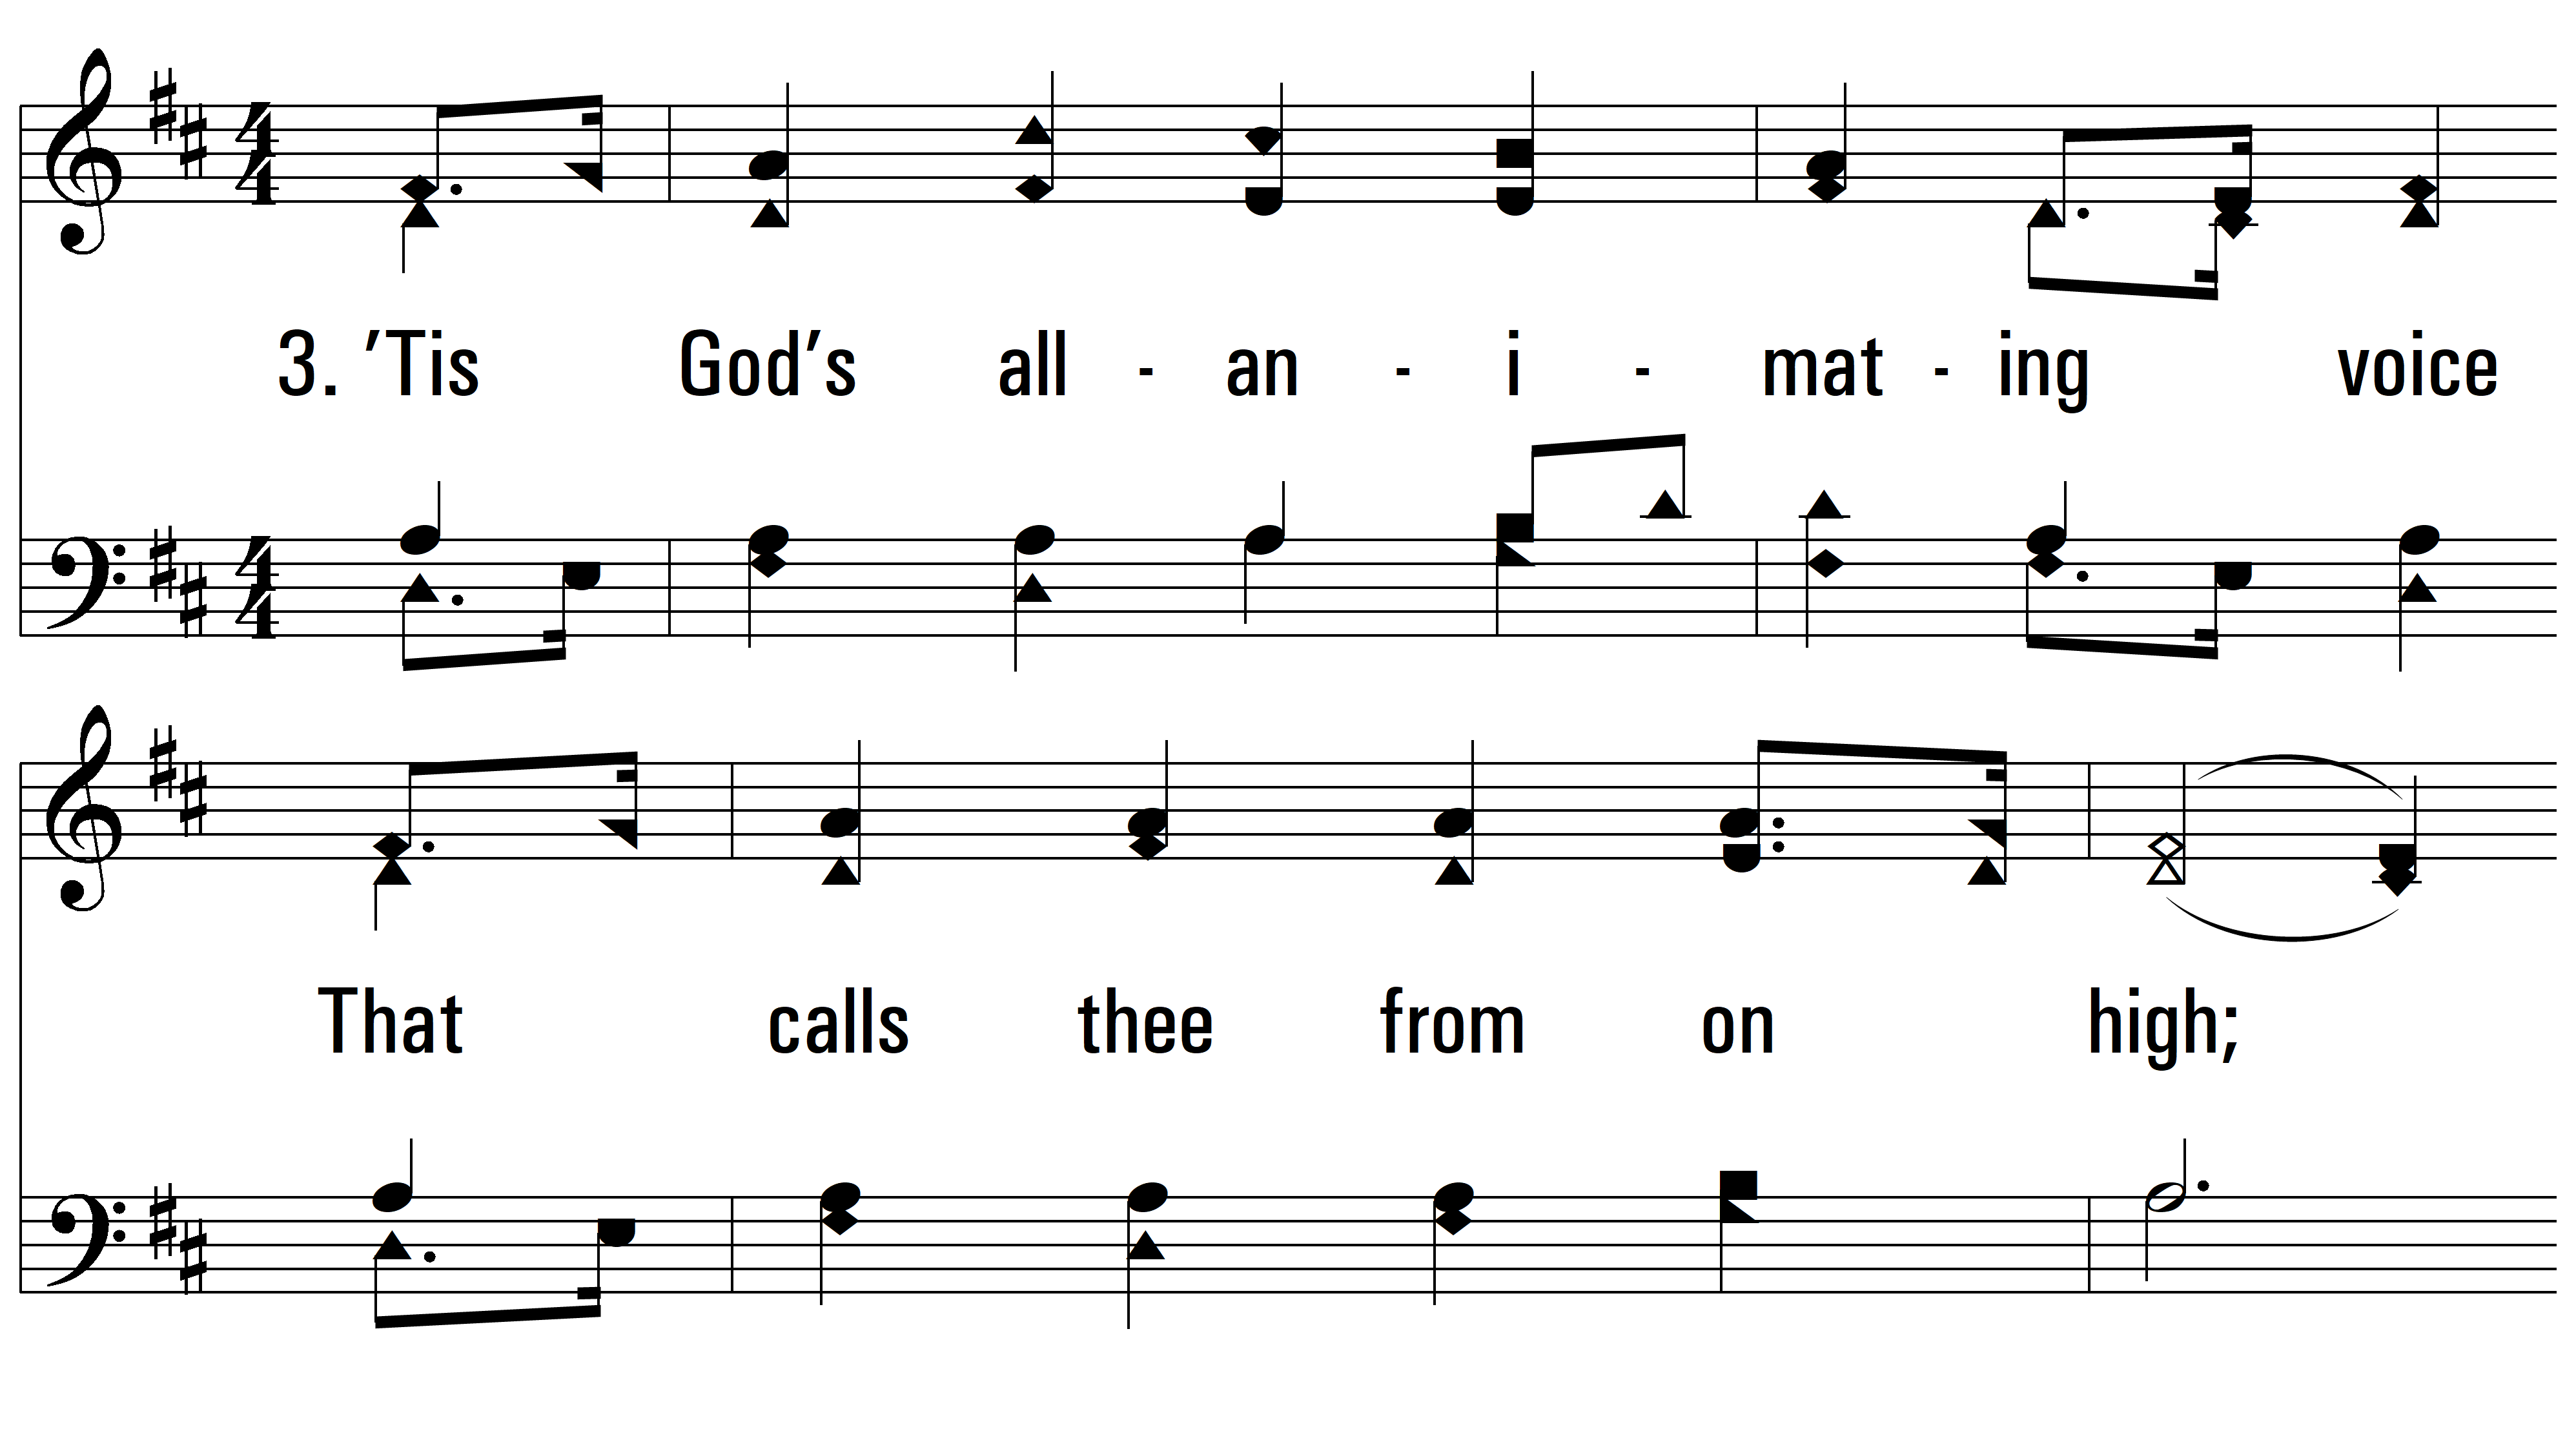 3. ’Tis God’s all - an - i - mat - ing voice
That calls thee from on high;